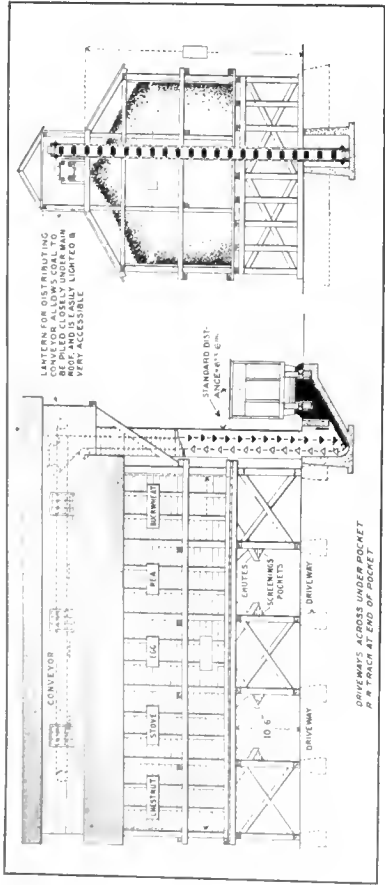 LANTERN FOR DISTRIBUTING
CONVEYOR ALLOWS COAL TO
BE PILED CLOSELY UNDER MAIN
ROOF, AND IS EASILY LIGHTED &
VERY ACCESSIBLE
STANDARD DIST-
CONVEYOR
CHESTNUT
STOVE
EGG
PEA
BUCKWHEAT
CHUTES
SCREENINGS
POCKETS
10' 6"
DRIVEWAY
DRIVEWAY
DRIVEWAYS ACROSS UNDER POCKET
R R TRACK AT END OF POCKET